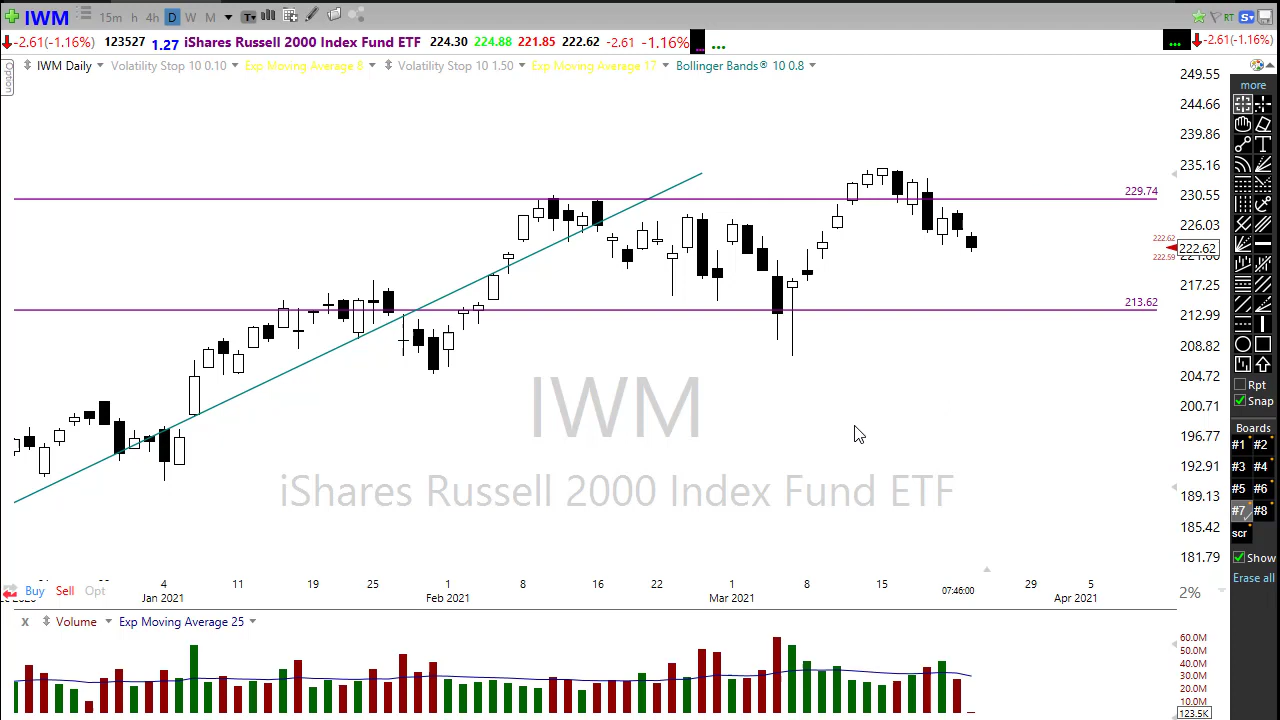 IWM 15m h 4h D W M T RT S
-2.61(-1.16%) 123527 1.27 iShares Russell 2000 Index Fund ETF 224.30 224.88 221.85 222.62 -2.61 -1.16% ... ... -2.61(-1.16%)
Option
IWM Daily Volatility Stop 10 0.10 Exp Moving Average 8 Volatility Stop 10 1.50 Exp Moving Average 17 Bollinger Bands® 10 0.8
249.55
244.66
239.86
235.16
230.55
226.03
217.25
212.99
208.82
204.72
200.71
196.77
192.91
189.13
185.42
181.79
229.74
222.62
222.62
222.59
213.62
IWM
iShares Russell 2000 Index Fund ETF
more
Rpt
Snap
Boards
#1 #2
#3 #4
#5 #6
#7 #8
scr
Show
Erase all
4 11 19 25 1 8 16 22 1 8 15 07:46:00 29 5
Jan 2021 Feb 2021 Mar 2021 Apr 2021
Buy Sell Opt
2%
x Volume Exp Moving Average 25
60.0M
50.0M
40.0M
30.0M
20.0M
10.0M
123.5K